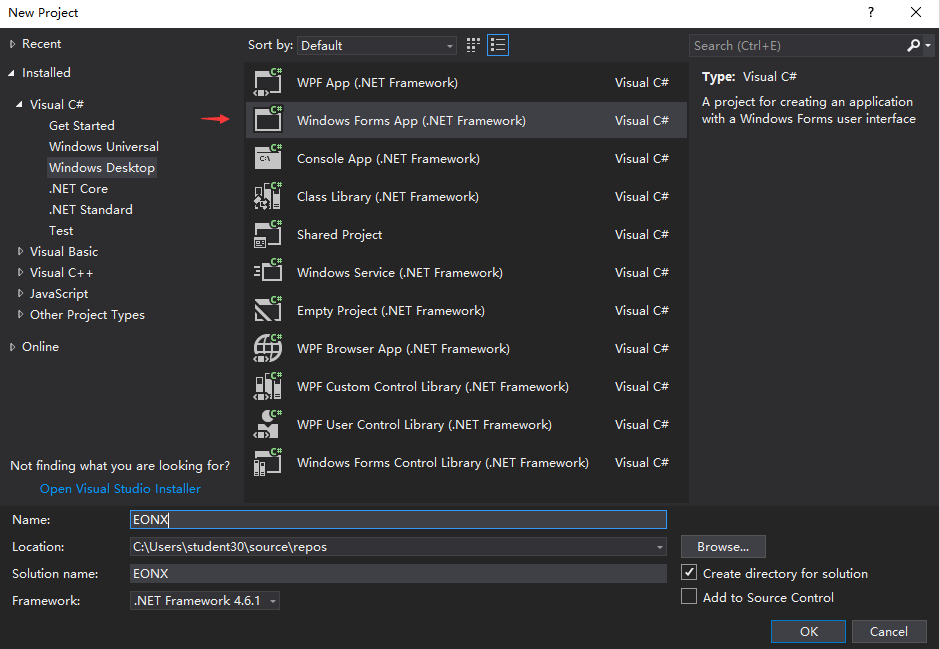 New Project
?
Recent
Installed
Visual C#
Get Started
Windows Universal
Windows Desktop
.NET Core
.NET Standard
Test
Visual Basic
Visual C++
JavaScript
Other Project Types
Online
Not finding what you are looking for?
Open Visual Studio Installer
Sort by: Default
WPF App (.NET Framework) Visual C#
Windows Forms App (.NET Framework) Visual C#
Console App (.NET Framework) Visual C#
Class Library (.NET Framework) Visual C#
Shared Project Visual C#
Windows Service (.NET Framework) Visual C#
Empty Project (.NET Framework) Visual C#
WPF Browser App (.NET Framework) Visual C#
WPF Custom Control Library (.NET Framework) Visual C#
WPF User Control Library (.NET Framework) Visual C#
Windows Forms Control Library (.NET Framework) Visual C#
Search (Ctrl+E)
Type: Visual C#
A project for creating an application
with a Windows Forms user interface
Name: EONX
Location: C:\Users\student30\source\repos Browse...
Solution name: EONX Create directory for solution
Framework: .NET Framework 4.6.1 Add to Source Control
OK Cancel